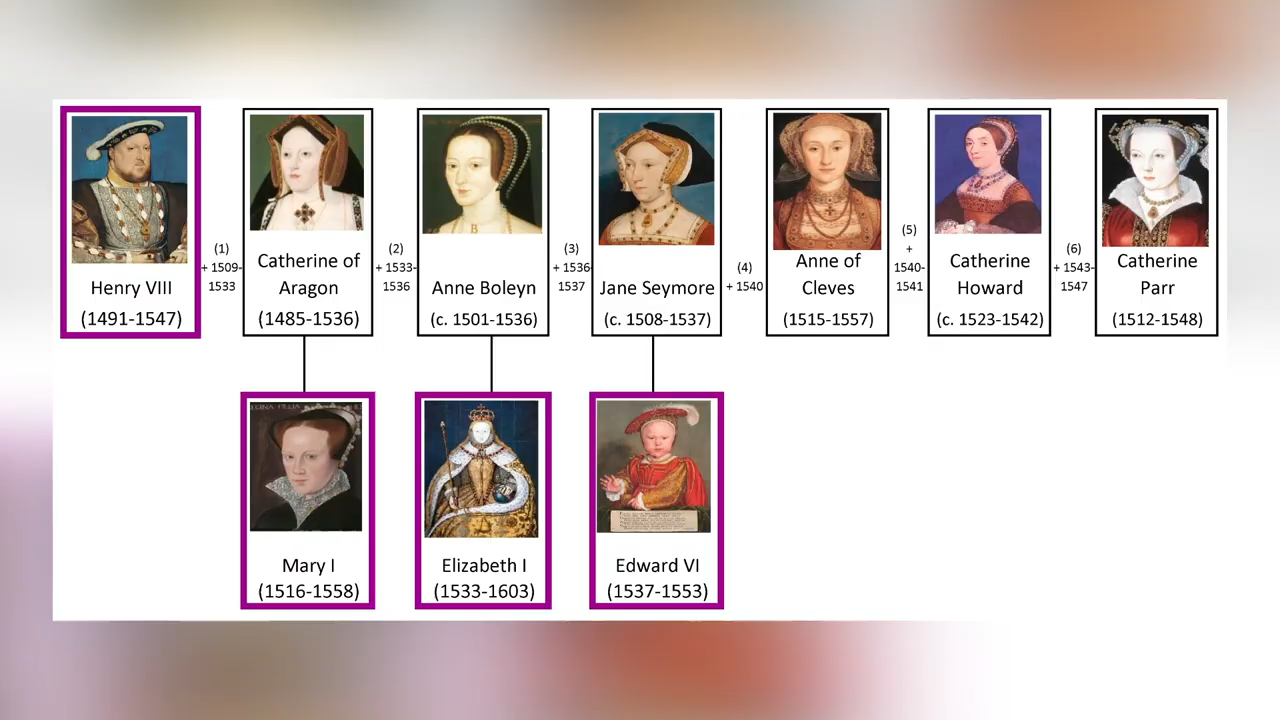 Henry VIII
(1491-1547)
(1)
+ 1509-
1533
Catherine of
Aragon
(1485-1536)
(2)
+ 1533-
1536
Anne Boleyn
(c. 1501-1536)
(3)
+ 1536
1537
Jane Seymore
(c. 1508-1537)
(4)
+ 1540
Anne of
Cleves
(1515-1557)
(5)
+
1540-
1541
Catherine
Howard
(c. 1523-1542)
(6)
+ 1543-
1547
Catherine
Parr
(1512-1548)
Mary I
(1516-1558)
Elizabeth I
(1533-1603)
Edward VI
(1537-1553)